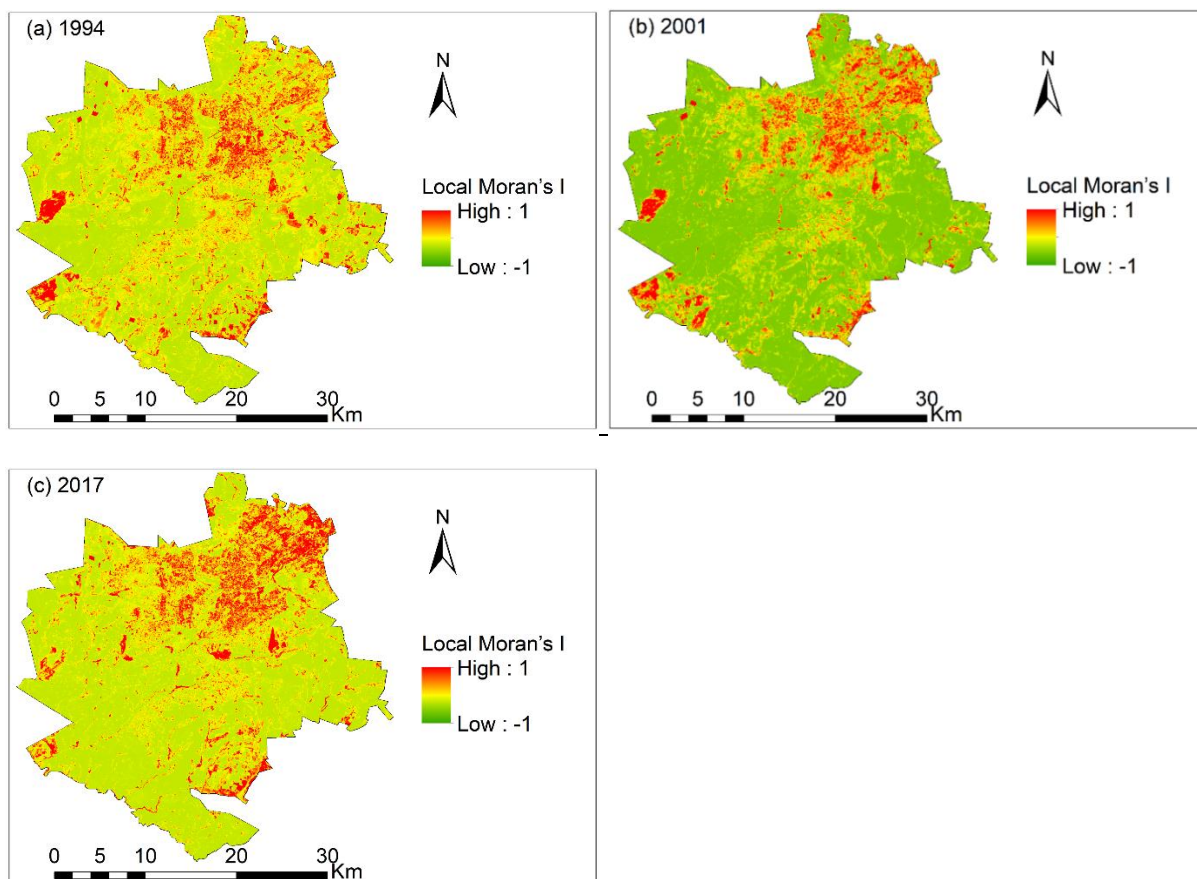 (a) 1994
N
Local Moran's I
High : 1
Low : -1
0 5 10 20 30
Km
(b) 2001
N
Local Moran's I
High : 1
Low : -1
0 5 10 20 30
Km
(c) 2017
N
Local Moran's I
High : 1
Low : -1
0 5 10 20 30
Km